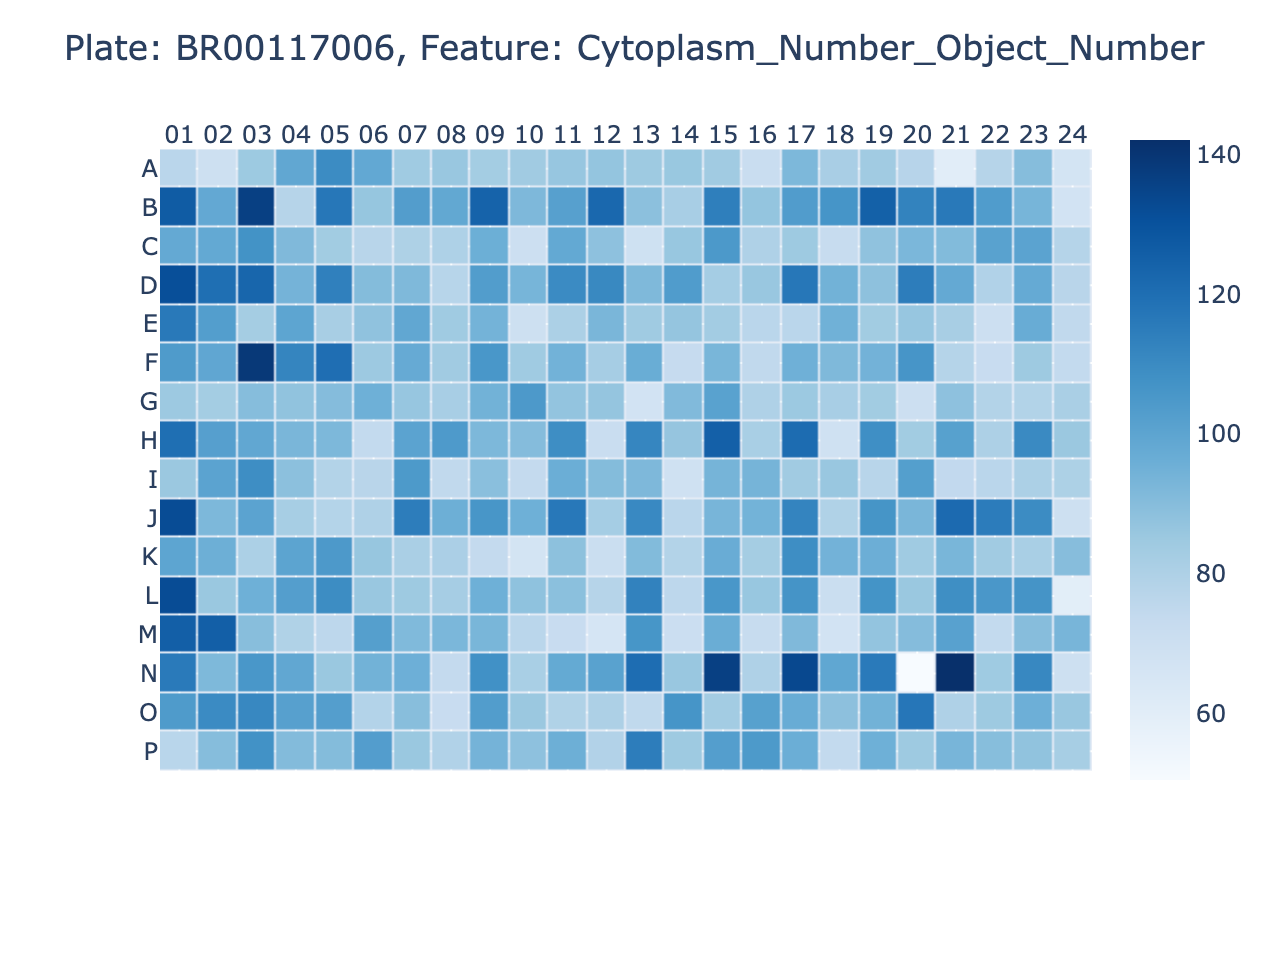 Plate: BR00117006, Feature: Cytoplasm_Number_Object_Number
01 02 03 04 05 06 07 08 09 10 11 12 13 14 15 16 17 18 19 20 21 22 23 24
A
B
C
D
E
F
G
H
I
J
K
L
M
N
O
P
140
120
100
80
60